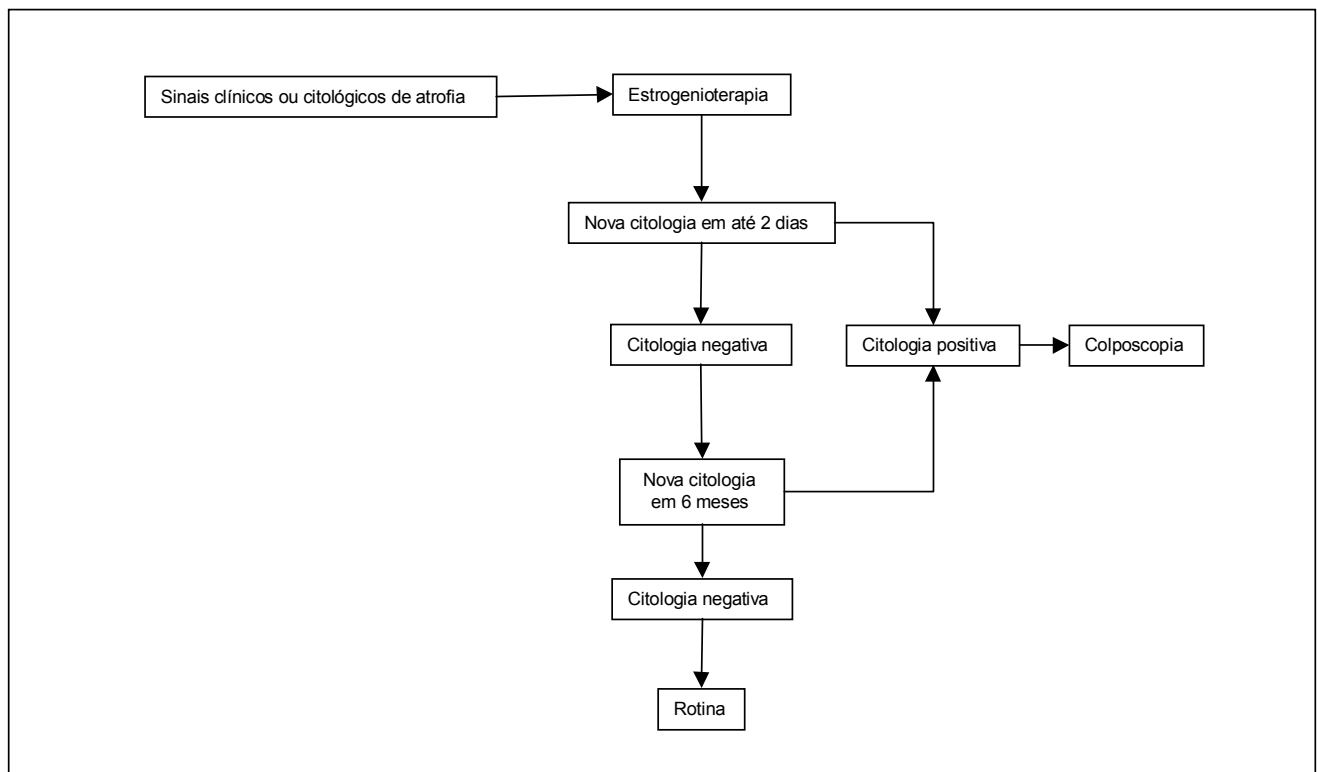 Sinais clínicos ou citológicos de atrofia
Estrogenioterapia
Nova citologia em até 2 dias
Citologia negativa
Citologia positiva
Colposcopia
Nova citologia
em 6 meses
Citologia negativa
Rotina